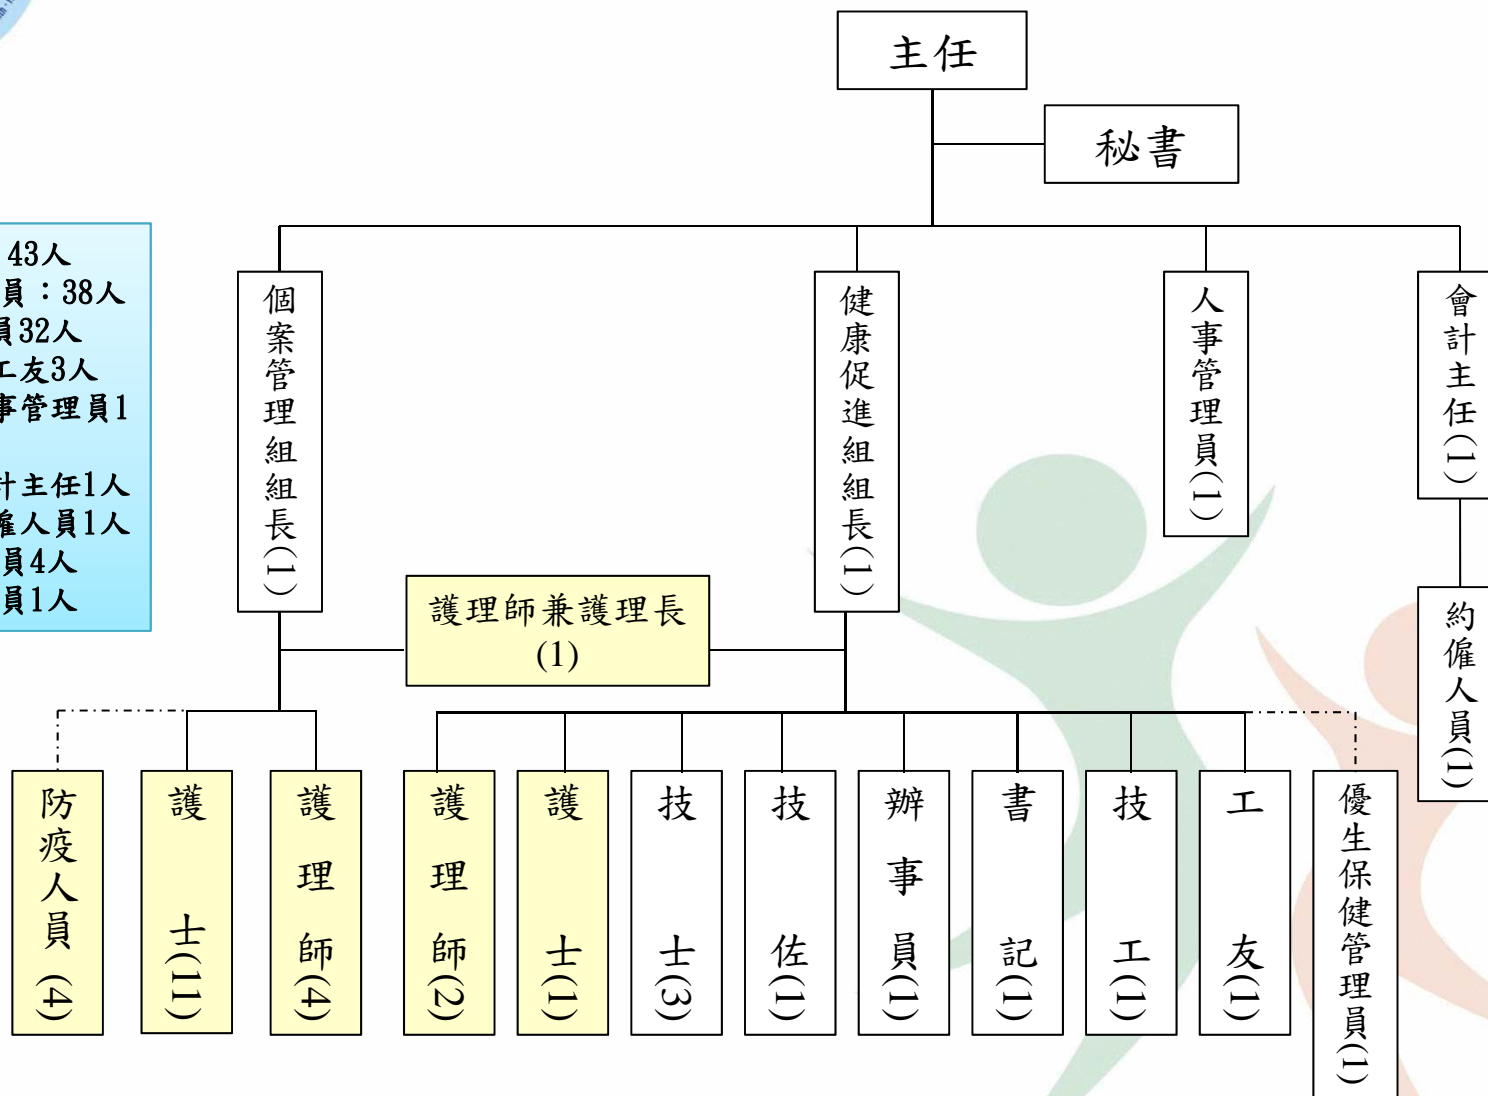 主任
秘書
43人
員：38人
員32人
工友3人
事管理員1
計主任1人
僱人員1人
員4人
員1人
個案管理組組長(1)
健康促進組組長(1)
人事管理員(1)
會計主任(1)
護理師兼護理長
(1)
約僱人員(1)
防疫人員 (4)
護士(11)
護理師(4)
護理師(2)
護士(1)
技士(3)
技佐(1)
辦事員(1)
書記(1)
技工(1)
工友(1)
優生保健管理員(1)